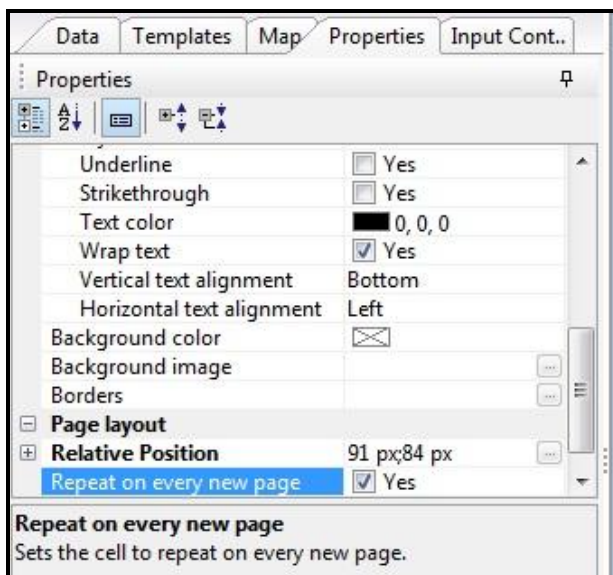 Data Templates Map Properties Input Cont..
Properties
Underline Yes
Strikethrough Yes
Text color 0, 0, 0
Wrap text Yes
Vertical text alignment Bottom
Horizontal text alignment Left
Background color
Background image ...
Borders ...
Page layout
Relative Position 91 px;84 px ...
Repeat on every new page Yes
Repeat on every new page
Sets the cell to repeat on every new page.